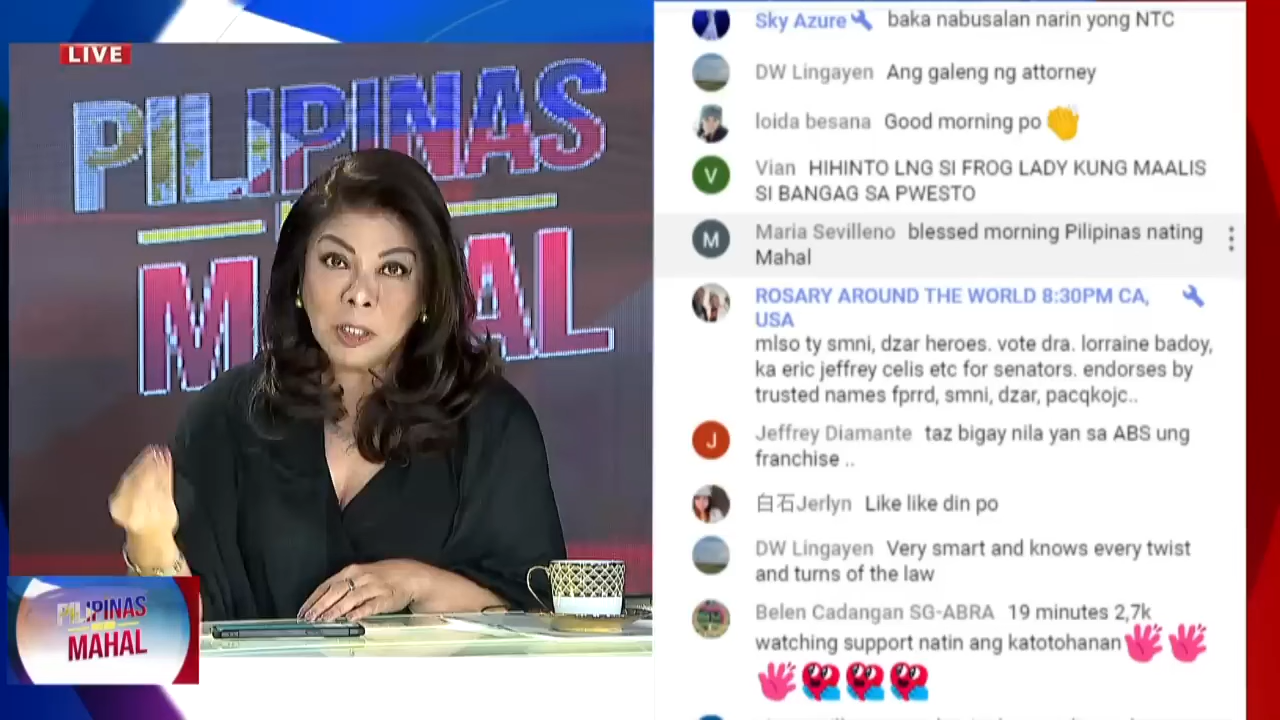 LIVE
PILIPINAS
MAHAL
PILIPINAS
MAHAL
Sky Azure baka nabusalan narin yong NTC
DW Lingayen Ang galeng ng attorney
loida besana Good morning po
V
Vian HIHINTO LNG SI FROG LADY KUNG MAALIS
SI BANGAG SA PWESTO
M
Maria Sevilleno blessed morning Pilipinas nating
Mahal
ROSARY AROUND THE WORLD 8:30PM CA,
USA
mlso ty smni, dzar heroes. vote dra. lorraine badoy,
ka eric jeffrey celis etc for senators. endorses by
trusted names fprrd, smni, dzar, pacqkojc..
J
Jeffrey Diamante taz bigay nila yan sa ABS ung
franchise ..
白石Jerlyn Like like din po
DW Lingayen Very smart and knows every twist
and turns of the law
Belen Cadangan SG-ABRA 19 minutes 2,7k
watching support natin ang katotohanan